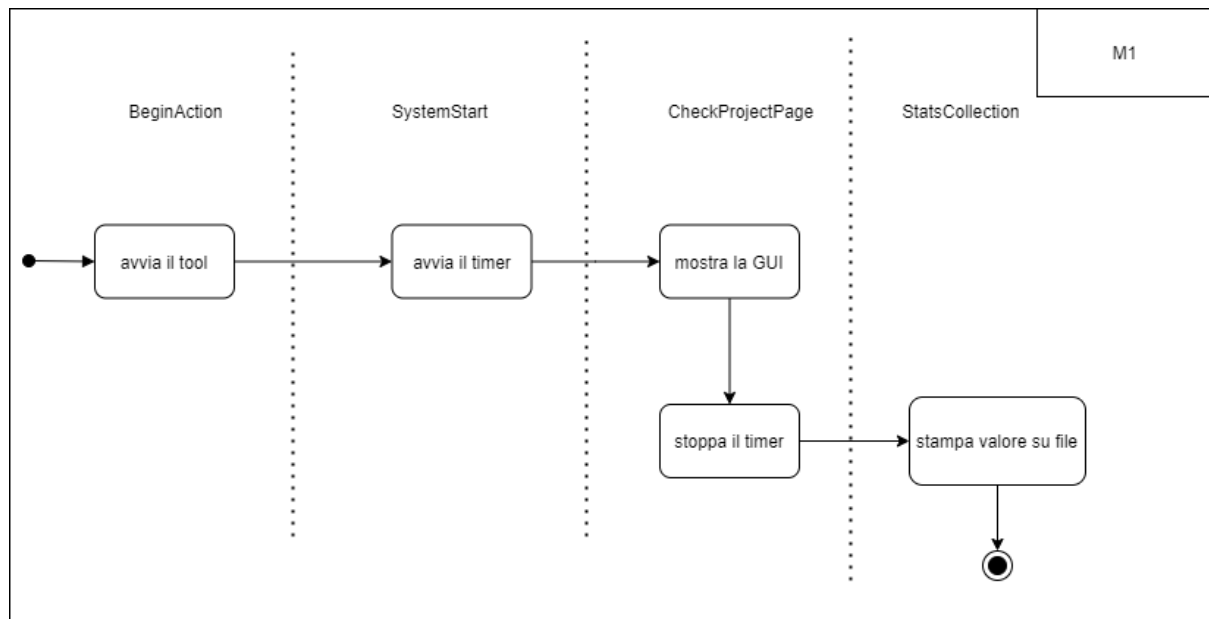 M1
BeginAction
SystemStart
CheckProjectPage
StatsCollection
avvia il tool
avvia il timer
mostra la GUI
stoppa il timer
stampa valore su file